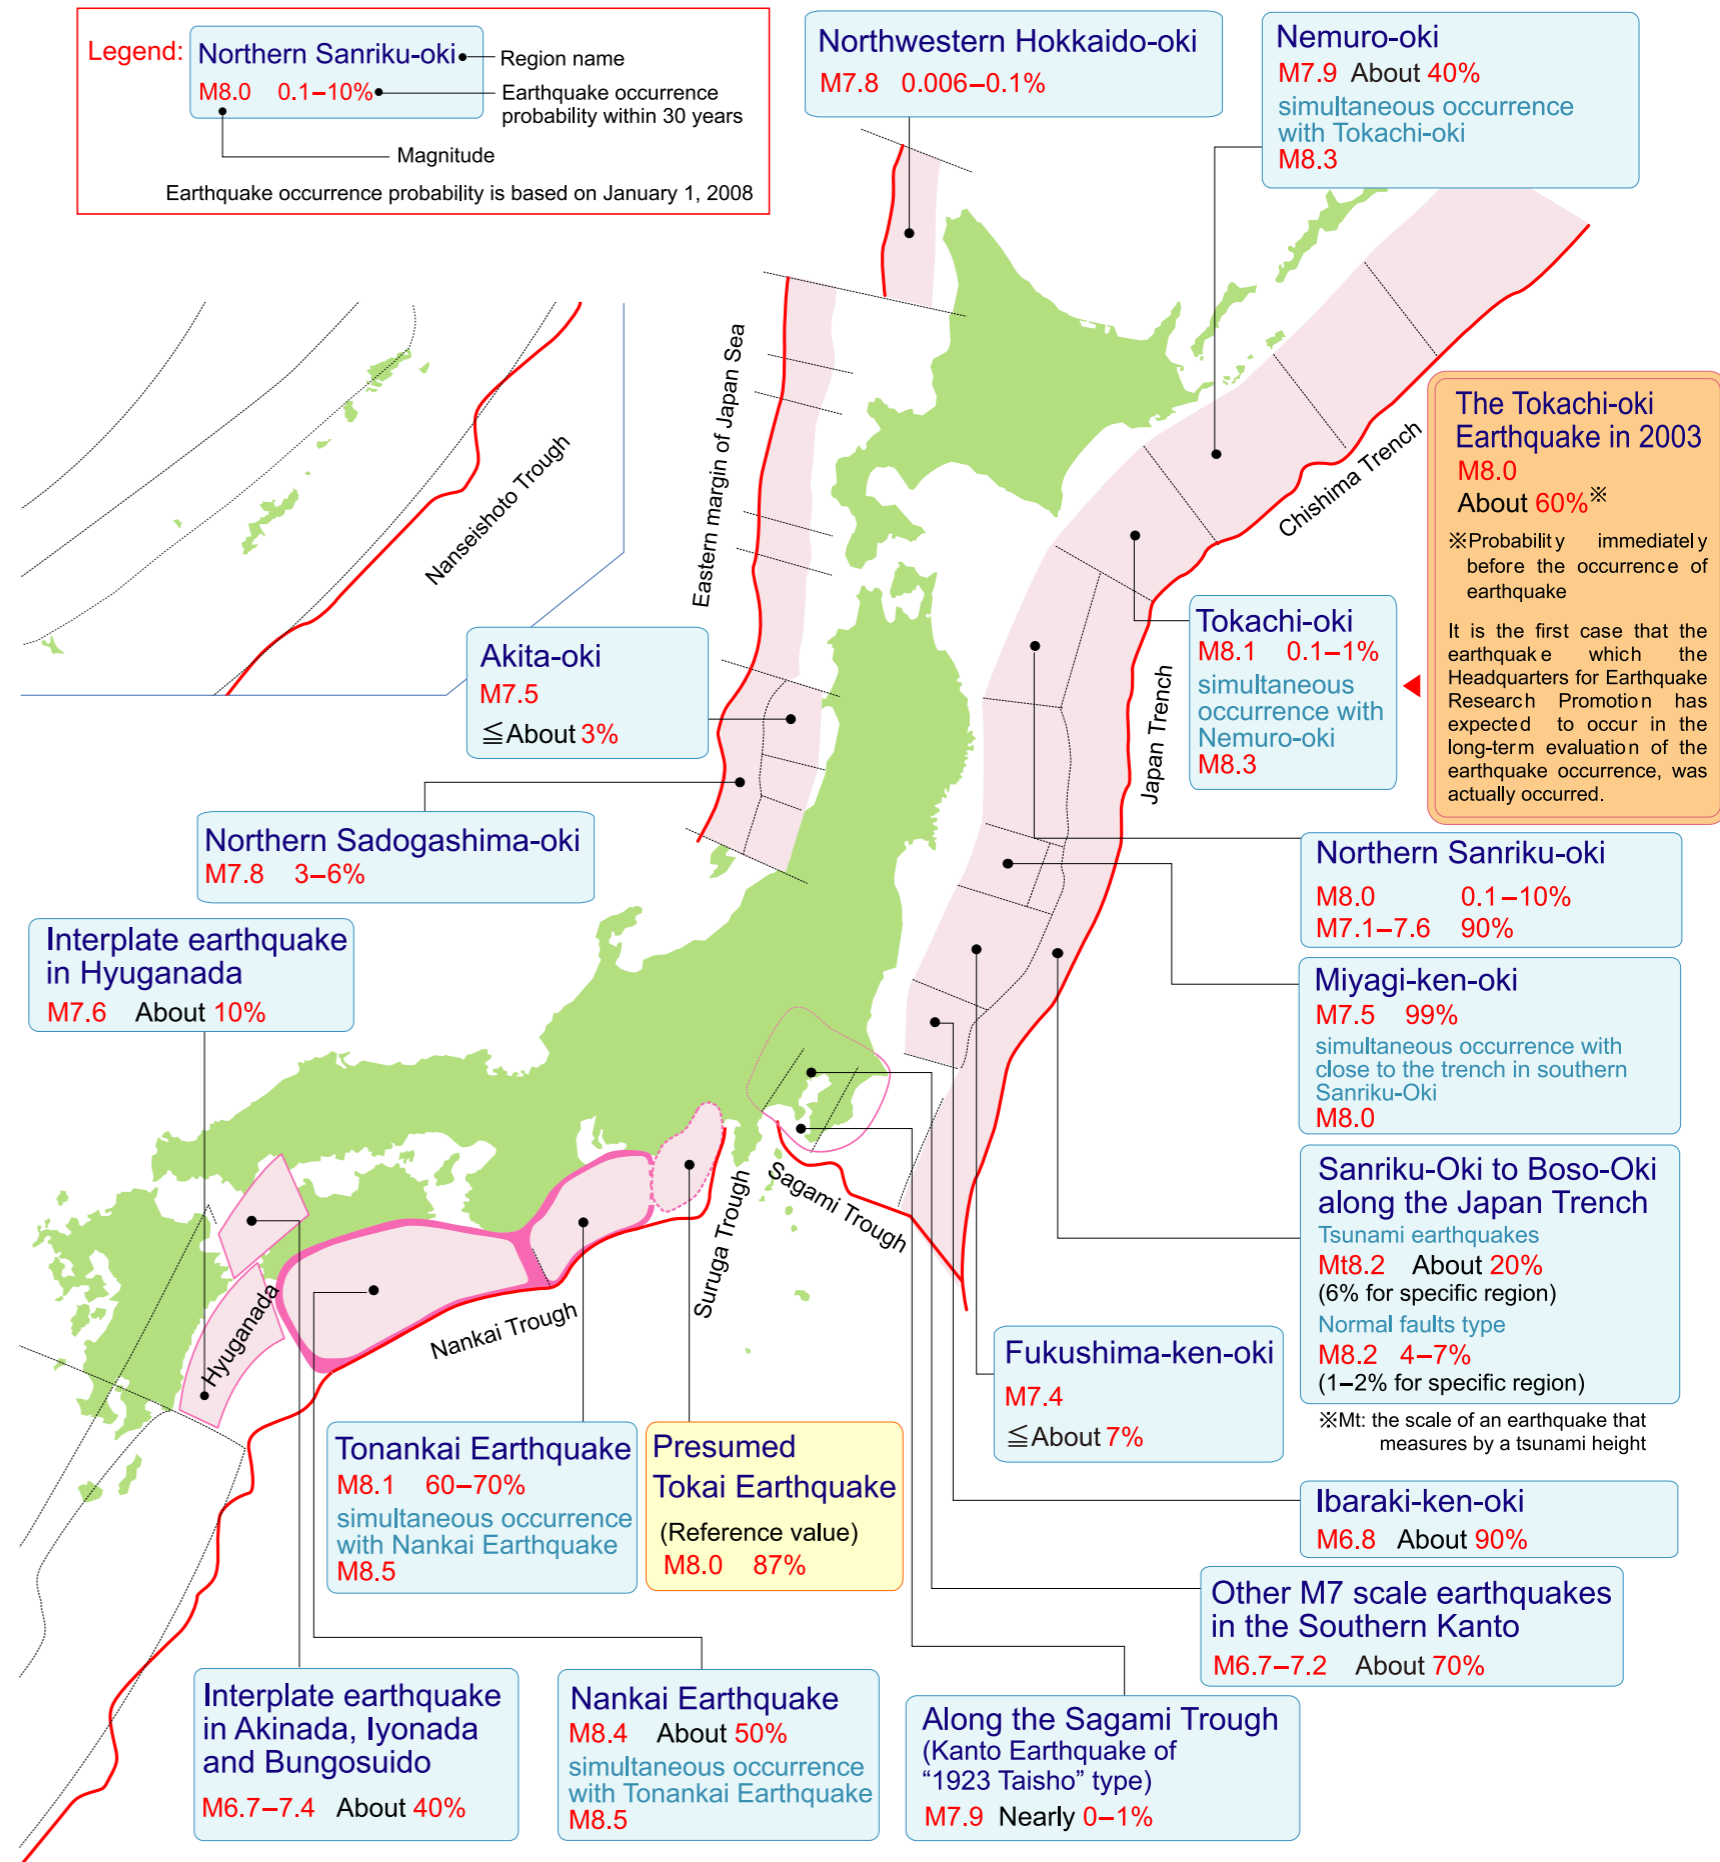 Legend:
Northern Sanriku-oki
Region name
M8.0 0.1–10%
Earthquake occurrence
probability within 30 years
Magnitude
Earthquake occurrence probability is based on January 1, 2008
Northwestern Hokkaido-oki
M7.8 0.006–0.1%
Nemuro-oki
M7.9 About 40%
simultaneous occurrence
with Tokachi-oki
M8.3
Eastern margin of Japan Sea
Nanseishoto Trough
Chishima Trench
The Tokachi-oki
Earthquake in 2003
M8.0
About 60%※
※Probability immediately
before the occurrence of
earthquake
It is the first case that the
earthquake which the
Headquarters for Earthquake
Research Promotion has
expected to occur in the
long-term evaluation of the
earthquake occurrence, was
actually occurred.
Akita-oki
M7.5
≦About 3%
Tokachi-oki
M8.1 0.1–1%
simultaneous
occurrence with
Nemuro-oki
M8.3
Japan Trench
Northern Sadogashima-oki
M7.8 3–6%
Northern Sanriku-oki
M8.0 0.1–10%
M7.1–7.6 90%
Interplate earthquake
in Hyuganada
M7.6 About 10%
Miyagi-ken-oki
M7.5 99%
simultaneous occurrence with
close to the trench in southern
Sanriku-Oki
M8.0
Sanriku-Oki to Boso-Oki
along the Japan Trench
Tsunami earthquakes
Mt8.2 About 20%
(6% for specific region)
Normal faults type
M8.2 4–7%
(1–2% for specific region)
※Mt: the scale of an earthquake that
measures by a tsunami height
Sagami Trough
Suruga Trough
Nankai Trough
Hyuganada
Fukushima-ken-oki
M7.4
≦About 7%
Tonankai Earthquake
M8.1 60–70%
simultaneous occurrence
with Nankai Earthquake
M8.5
Presumed
Tokai Earthquake
(Reference value)
M8.0 87%
Ibaraki-ken-oki
M6.8 About 90%
Other M7 scale earthquakes
in the Southern Kanto
M6.7–7.2 About 70%
Interplate earthquake
in Akinada, Iyonada
and Bungosuido
M6.7–7.4 About 40%
Nankai Earthquake
M8.4 About 50%
simultaneous occurrence
with Tonankai Earthquake
M8.5
Along the Sagami Trough
(Kanto Earthquake of
“1923 Taisho” type)
M7.9 Nearly 0–1%